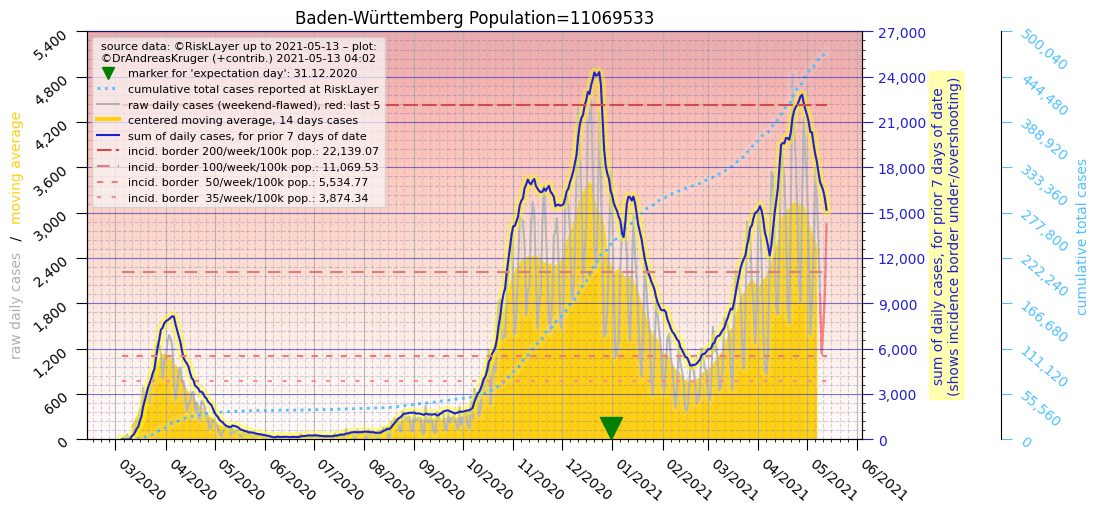 Baden-Württemberg Population=11069533
source data: ©RiskLayer up to 2021-05-13 – plot:
©DrAndreasKruger (+contrib.) 2021-05-13 04:02
marker for 'expectation day': 31.12.2020
cumulative total cases reported at RiskLayer
raw daily cases (weekend-flawed), red: last 5
centered moving average, 14 days cases
sum of daily cases, for prior 7 days of date
incid. border 200/week/100k pop.: 22,139.07
incid. border 100/week/100k pop.: 11,069.53
incid. border  50/week/100k pop.: 5,534.77
incid. border  35/week/100k pop.: 3,874.34
raw daily cases / moving average
5,400
4,800
4,200
3,600
3,000
2,400
1,800
1,200
600
0
27,000
24,000
21,000
18,000
15,000
12,000
9,000
6,000
3,000
0
sum of daily cases, for prior 7 days of date
(shows incidence border under-/overshooting)
500,040
444,480
388,920
333,360
277,800
222,240
166,680
111,120
55,560
0
cumulative total cases
03/2020
04/2020
05/2020
06/2020
07/2020
08/2020
09/2020
10/2020
11/2020
12/2020
01/2021
02/2021
03/2021
04/2021
05/2021
06/2021